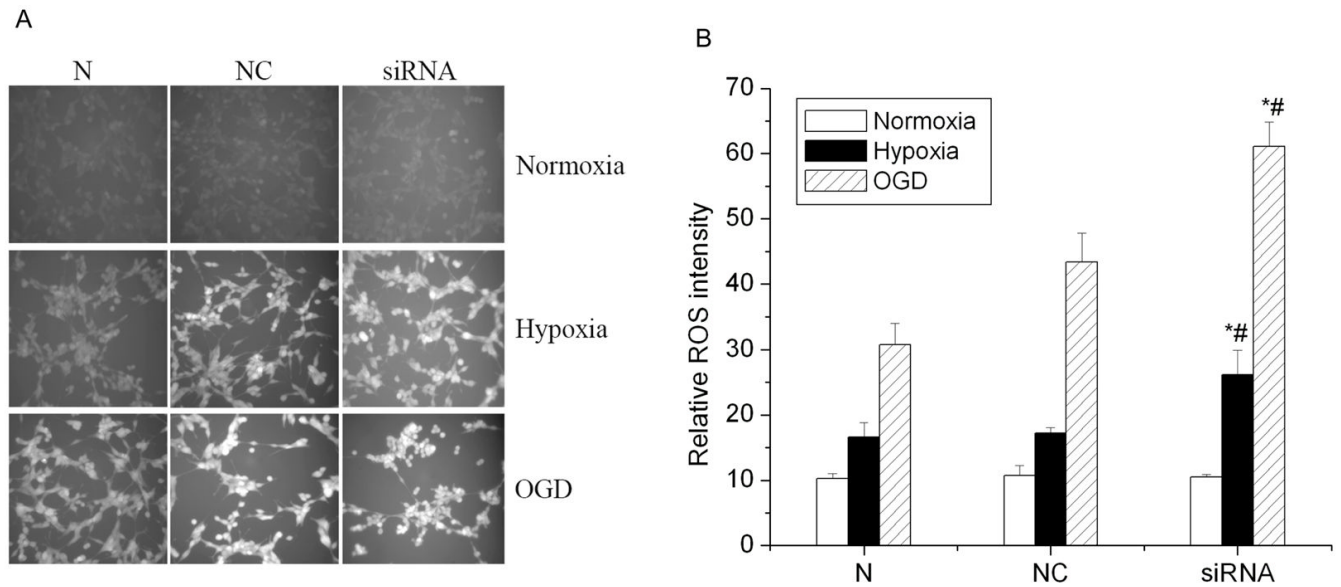 A
N NC siRNA
Normoxia
Hypoxia
OGD
B
Relative ROS intensity
70
60
50
40
30
20
10
0
Normoxia
Hypoxia
OGD
*#
*#
N NC siRNA